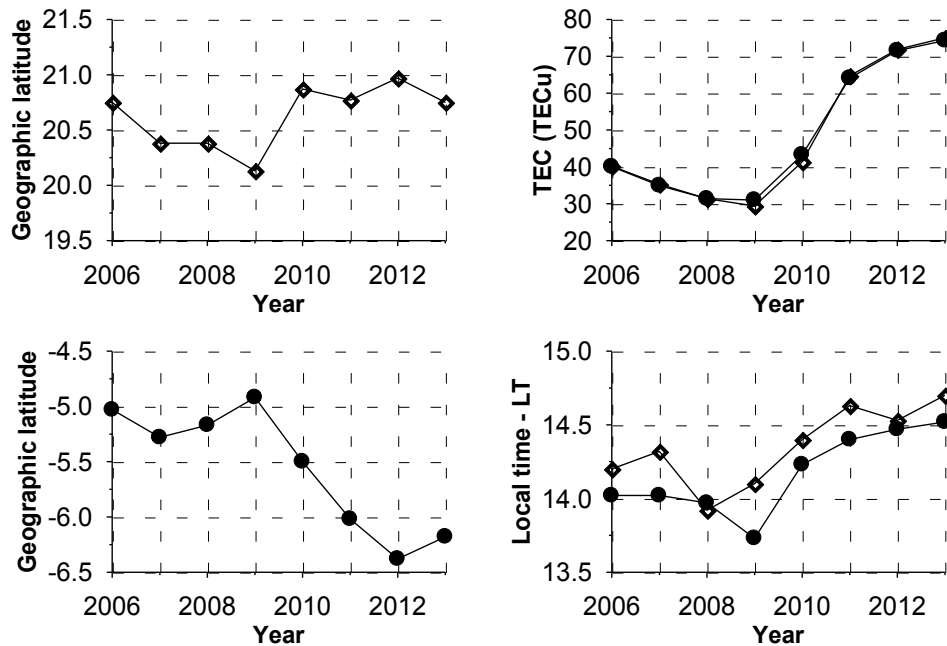 Geographic latitude
21.5
21.0
20.5
20.0
19.5
2006 2008 2010 2012
Year
TEC (TECu)
80
70
60
50
40
30
20
2006 2008 2010 2012
Year
Geographic latitude
-4.5
-5.0
-5.5
-6.0
-6.5
2006 2008 2010 2012
Year
Local time - LT
15.0
14.5
14.0
13.5
2006 2008 2010 2012
Year